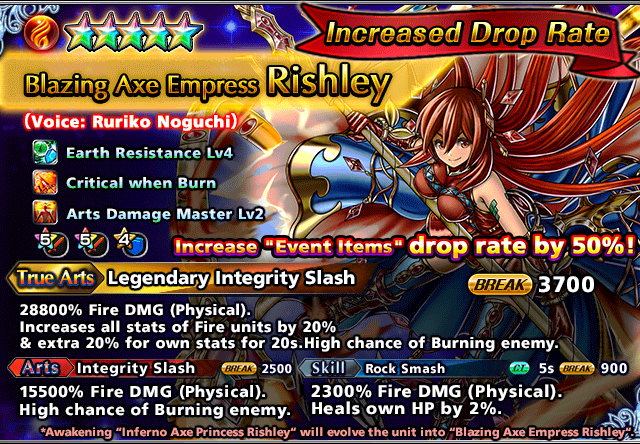 Increased Drop Rate
Blazing Axe Empress Rishley
(Voice: Ruriko Noguchi)
Earth Resistance Lv4
Critical when Burn
Arts Damage Master Lv2
5 5 4
Increase "Event Items" drop rate by 50%!
True Arts Legendary Integrity Slash BREAK 3700
28800% Fire DMG (Physical).
Increases all stats of Fire units by 20%
& extra 20% for own stats for 20s.High chance of Burning enemy.
Arts Integrity Slash BREAK 2500
15500% Fire DMG (Physical).
High chance of Burning enemy.
Skill Rock Smash CT 5s BREAK 900
2300% Fire DMG (Physical).
Heals own HP by 2%.
*Awakening "Inferno Axe Princess Rishley" will evolve the unit into "Blazing Axe Empress Rishley"